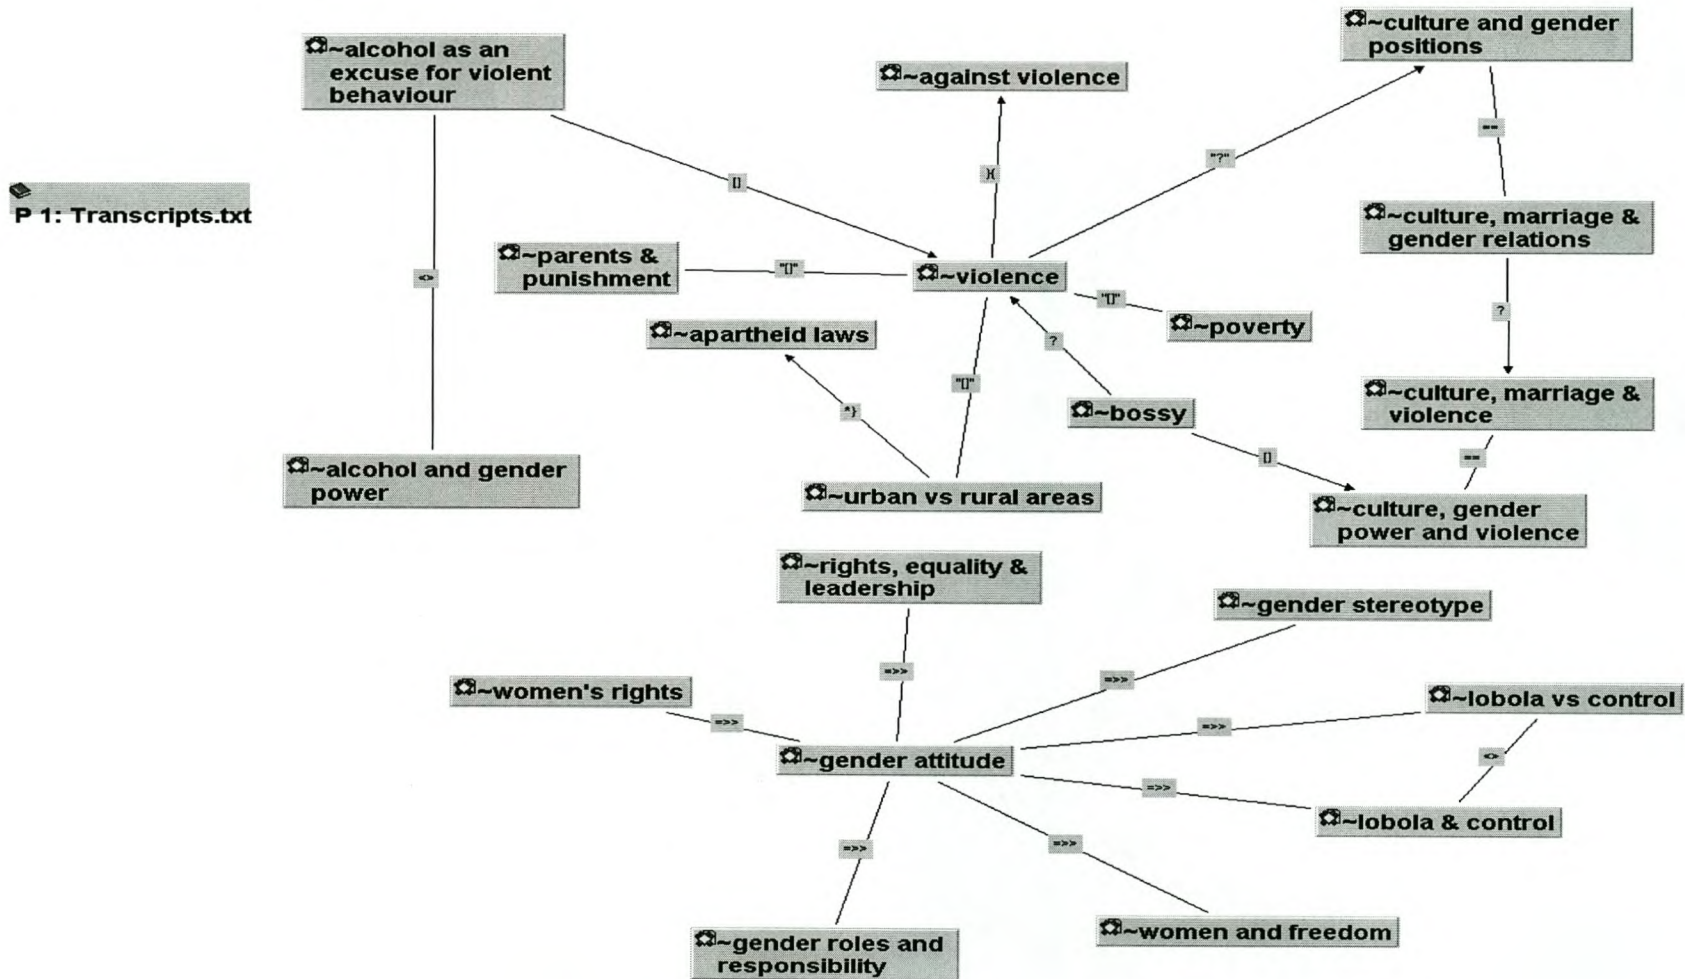 ~culture and gender
positions
~alcohol as an
excuse for violent
behaviour
~against violence
==
"?"
}{
[]
P 1: Transcripts.txt
~culture, marriage &
gender relations
~parents &
punishment
"[]"
~violence
<>
"[]"
~poverty
?
~apartheid laws
?
"[]"
~culture, marriage &
violence
*}
~bossy
[]
==
~alcohol and gender
power
~urban vs rural areas
~culture, gender
power and violence
~rights, equality &
leadership
~gender stereotype
=>>
=>>
~women's rights
=>>
~lobola vs control
=>>
~gender attitude
<>
=>>
~lobola & control
=>>
=>>
~women and freedom
~gender roles and
responsibility